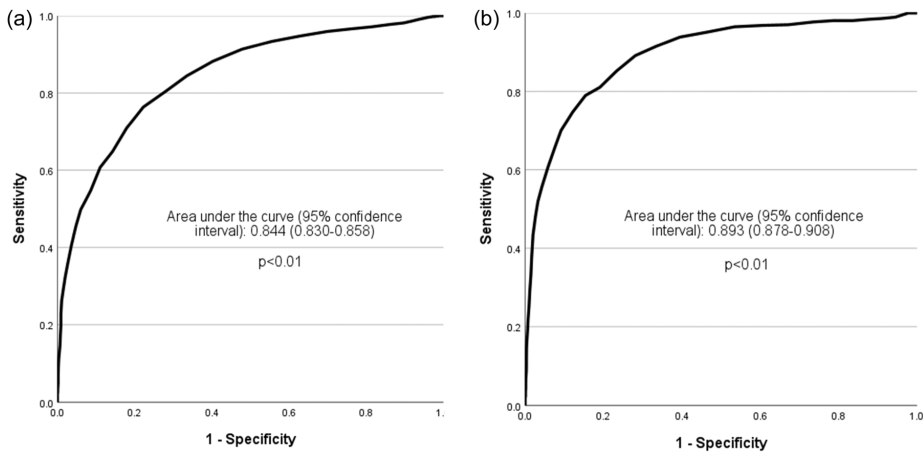 (a)
1.0
0.8
0.6
0.4
0.2
0.0
Sensitivity
Area under the curve (95% confidence
interval): 0.844 (0.830-0.858)
p<0.01
0.0 0.2 0.4 0.6 0.8 1.
1 - Specificity
(b)
1.0
0.8
0.6
0.4
0.2
0.0
Sensitivity
Area under the curve (95% confidence
interval): 0.893 (0.878-0.908)
p<0.01
0.0 0.2 0.4 0.6 0.8 1.0
1 - Specificity